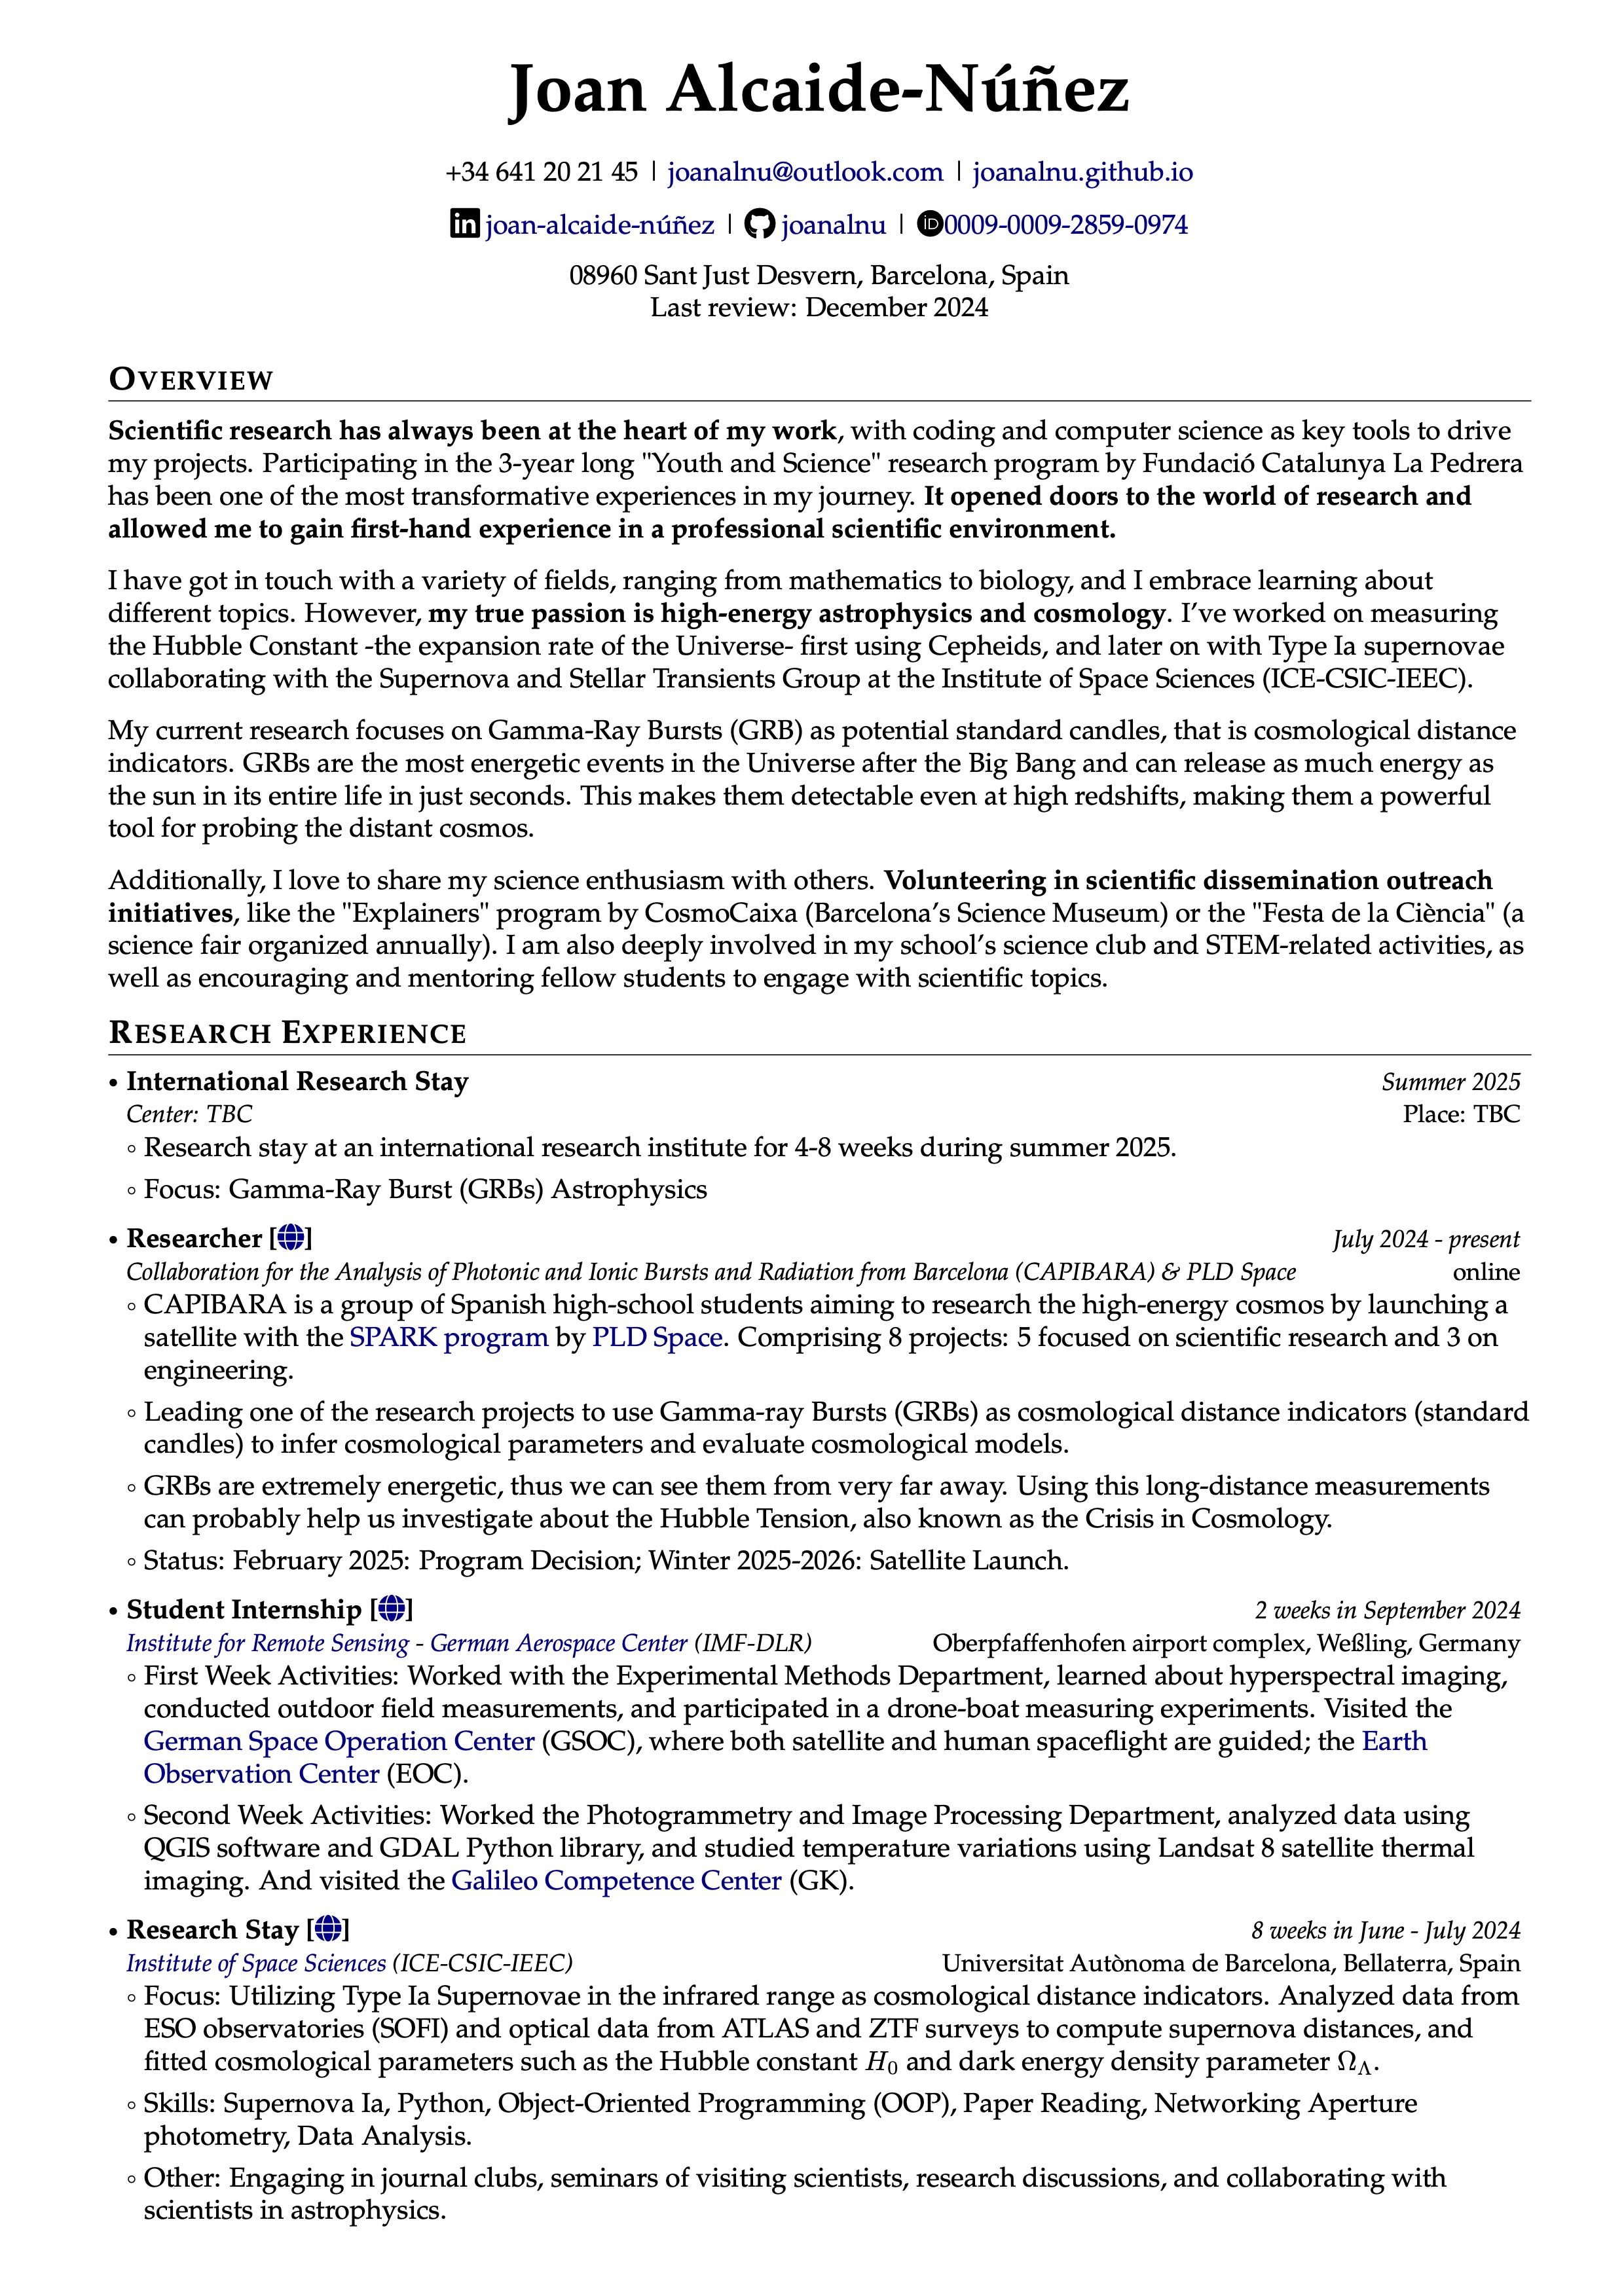 Joan Alcaide-Núñez
+34 641 20 21 45 | joanalnu@outlook.com | joanalnu.github.io
in joan-alcaide-núñez | joanalnu | iD 0009-0009-2859-0974
08960 Sant Just Desvern, Barcelona, Spain
Last review: December 2024
OVERVIEW
Scientific research has always been at the heart of my work, with coding and computer science as key tools to drive
my projects. Participating in the 3-year long "Youth and Science" research program by Fundació Catalunya La Pedrera
has been one of the most transformative experiences in my journey. It opened doors to the world of research and
allowed me to gain first-hand experience in a professional scientific environment.
I have got in touch with a variety of fields, ranging from mathematics to biology, and I embrace learning about
different topics. However, my true passion is high-energy astrophysics and cosmology. I've worked on measuring
the Hubble Constant -the expansion rate of the Universe- first using Cepheids, and later on with Type Ia supernovae
collaborating with the Supernova and Stellar Transients Group at the Institute of Space Sciences (ICE-CSIC-IEEC).
My current research focuses on Gamma-Ray Bursts (GRB) as potential standard candles, that is cosmological distance
indicators. GRBs are the most energetic events in the Universe after the Big Bang and can release as much energy as
the sun in its entire life in just seconds. This makes them detectable even at high redshifts, making them a powerful
tool for probing the distant cosmos.
Additionally, I love to share my science enthusiasm with others. Volunteering in scientific dissemination outreach
initiatives, like the "Explainers" program by CosmoCaixa (Barcelona's Science Museum) or the "Festa de la Ciència" (a
science fair organized annually). I am also deeply involved in my school's science club and STEM-related activities, as
well as encouraging and mentoring fellow students to engage with scientific topics.
RESEARCH EXPERIENCE
• International Research Stay Summer 2025
Center: TBC Place: TBC
◦ Research stay at an international research institute for 4-8 weeks during summer 2025.
◦ Focus: Gamma-Ray Burst (GRBs) Astrophysics
• Researcher [] July 2024 - present
Collaboration for the Analysis of Photonic and Ionic Bursts and Radiation from Barcelona (CAPIBARA) & PLD Space online
◦ CAPIBARA is a group of Spanish high-school students aiming to research the high-energy cosmos by launching a
satellite with the SPARK program by PLD Space. Comprising 8 projects: 5 focused on scientific research and 3 on
engineering.
◦ Leading one of the research projects to use Gamma-ray Bursts (GRBs) as cosmological distance indicators (standard
candles) to infer cosmological parameters and evaluate cosmological models.
◦ GRBs are extremely energetic, thus we can see them from very far away. Using this long-distance measurements
can probably help us investigate about the Hubble Tension, also known as the Crisis in Cosmology.
◦ Status: February 2025: Program Decision; Winter 2025-2026: Satellite Launch.
• Student Internship [] 2 weeks in September 2024
Institute for Remote Sensing - German Aerospace Center (IMF-DLR) Oberpfaffenhofen airport complex, Weßling, Germany
◦ First Week Activities: Worked with the Experimental Methods Department, learned about hyperspectral imaging,
conducted outdoor field measurements, and participated in a drone-boat measuring experiments. Visited the
German Space Operation Center (GSOC), where both satellite and human spaceflight are guided; the Earth
Observation Center (EOC).
◦ Second Week Activities: Worked the Photogrammetry and Image Processing Department, analyzed data using
QGIS software and GDAL Python library, and studied temperature variations using Landsat 8 satellite thermal
imaging. And visited the Galileo Competence Center (GK).
• Research Stay [] 8 weeks in June - July 2024
Institute of Space Sciences (ICE-CSIC-IEEC) Universitat Autònoma de Barcelona, Bellaterra, Spain
◦ Focus: Utilizing Type Ia Supernovae in the infrared range as cosmological distance indicators. Analyzed data from
ESO observatories (SOFI) and optical data from ATLAS and ZTF surveys to compute supernova distances, and
fitted cosmological parameters such as the Hubble constant H₀ and dark energy density parameter Ω_Λ.
◦ Skills: Supernova Ia, Python, Object-Oriented Programming (OOP), Paper Reading, Networking Aperture
photometry, Data Analysis.
◦ Other: Engaging in journal clubs, seminars of visiting scientists, research discussions, and collaborating with
scientists in astrophysics.